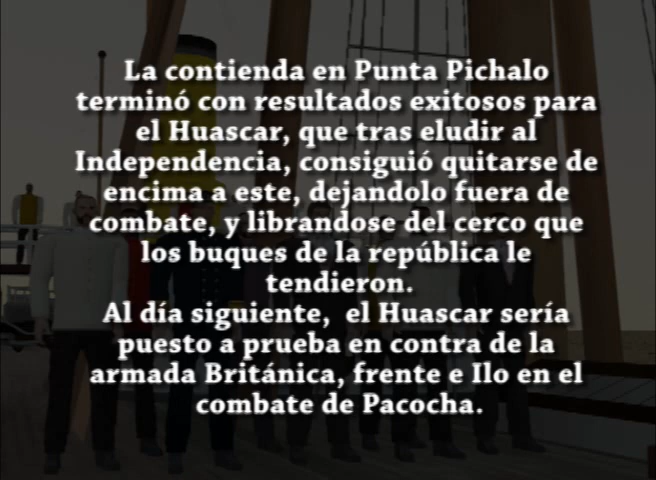 La contienda en Punta Pichalo
terminó con resultados exitosos para
el Huascar, que tras eludir al
Independencia, consiguió quitarse de
encima a este, dejandolo fuera de
combate, y librandose del cerco que
los buques de la república le
tendieron.
Al día siguiente, el Huascar sería
puesto a prueba en contra de la
armada Británica, frente e Ilo en el
combate de Pacocha.